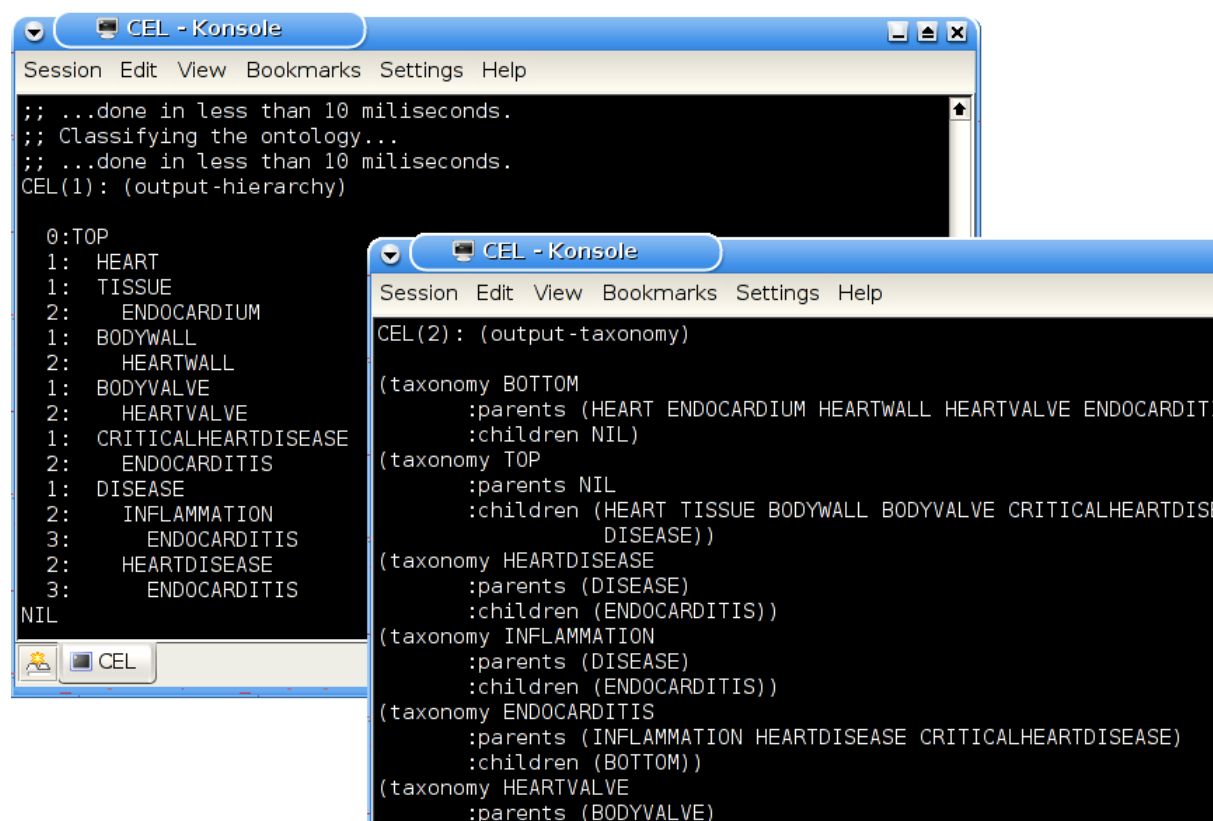 CEL - Konsole
Session Edit View Bookmarks Settings Help
;; ...done in less than 10 miliseconds.
;; Classifying the ontology...
;; ...done in less than 10 miliseconds.
CEL(1): (output-hierarchy)
0:TOP
1: HEART
1: TISSUE
2: ENDOCARDIUM
1: BODYWALL
2: HEARTWALL
1: BODYVALVE
2: HEARTVALVE
1: CRITICALHEARTDISEASE
2: ENDOCARDITIS
1: DISEASE
2: INFLAMMATION
3: ENDOCARDITIS
2: HEARTDISEASE
3: ENDOCARDITIS
NIL
CEL
CEL - Konsole
Session Edit View Bookmarks Settings Help
CEL(2): (output-taxonomy)
(taxonomy BOTTOM
:parents (HEART ENDOCARDIUM HEARTWALL HEARTVALVE ENDOCARDIT
:children NIL)
(taxonomy TOP
:parents NIL
:children (HEART TISSUE BODYWALL BODYVALVE CRITICALHEARTDISE
DISEASE))
(taxonomy HEARTDISEASE
:parents (DISEASE)
:children (ENDOCARDITIS))
(taxonomy INFLAMMATION
:parents (DISEASE)
:children (ENDOCARDITIS))
(taxonomy ENDOCARDITIS
:parents (INFLAMMATION HEARTDISEASE CRITICALHEARTDISEASE)
:children (BOTTOM))
(taxonomy HEARTVALVE
:parents (BODYVALVE)